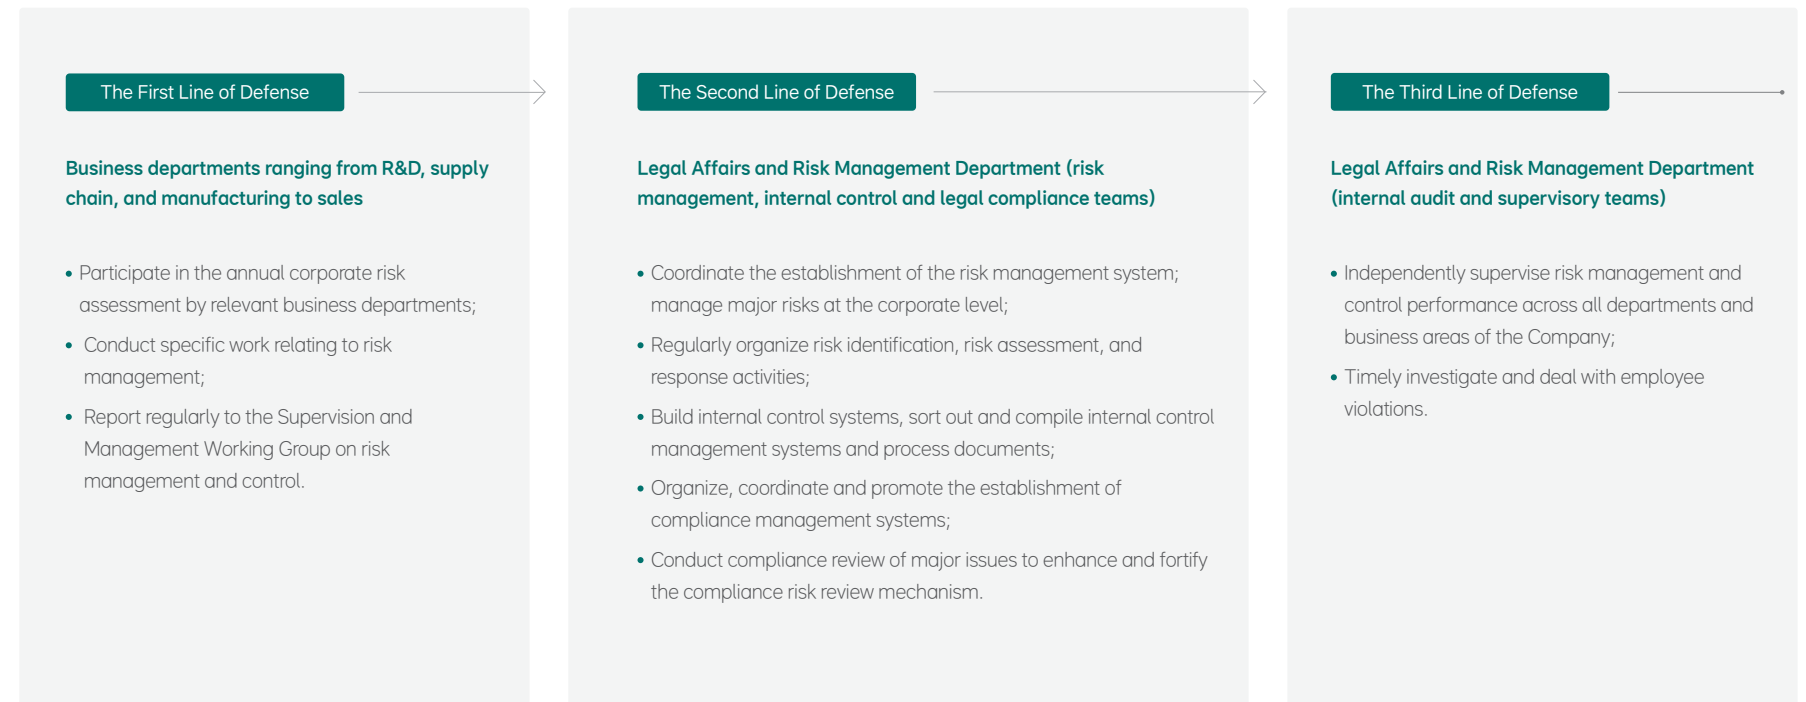 The First Line of Defense
Business departments ranging from R&D, supply
chain, and manufacturing to sales
• Participate in the annual corporate risk
assessment by relevant business departments;
• Conduct specific work relating to risk
management;
• Report regularly to the Supervision and
Management Working Group on risk
management and control.
The Second Line of Defense
Legal Affairs and Risk Management Department (risk
management, internal control and legal compliance teams)
• Coordinate the establishment of the risk management system;
manage major risks at the corporate level;
• Regularly organize risk identification, risk assessment, and
response activities;
• Build internal control systems, sort out and compile internal control
management systems and process documents;
• Organize, coordinate and promote the establishment of
compliance management systems;
• Conduct compliance review of major issues to enhance and fortify
the compliance risk review mechanism.
The Third Line of Defense
Legal Affairs and Risk Management Department
(internal audit and supervisory teams)
• Independently supervise risk management and
control performance across all departments and
business areas of the Company;
• Timely investigate and deal with employee
violations.